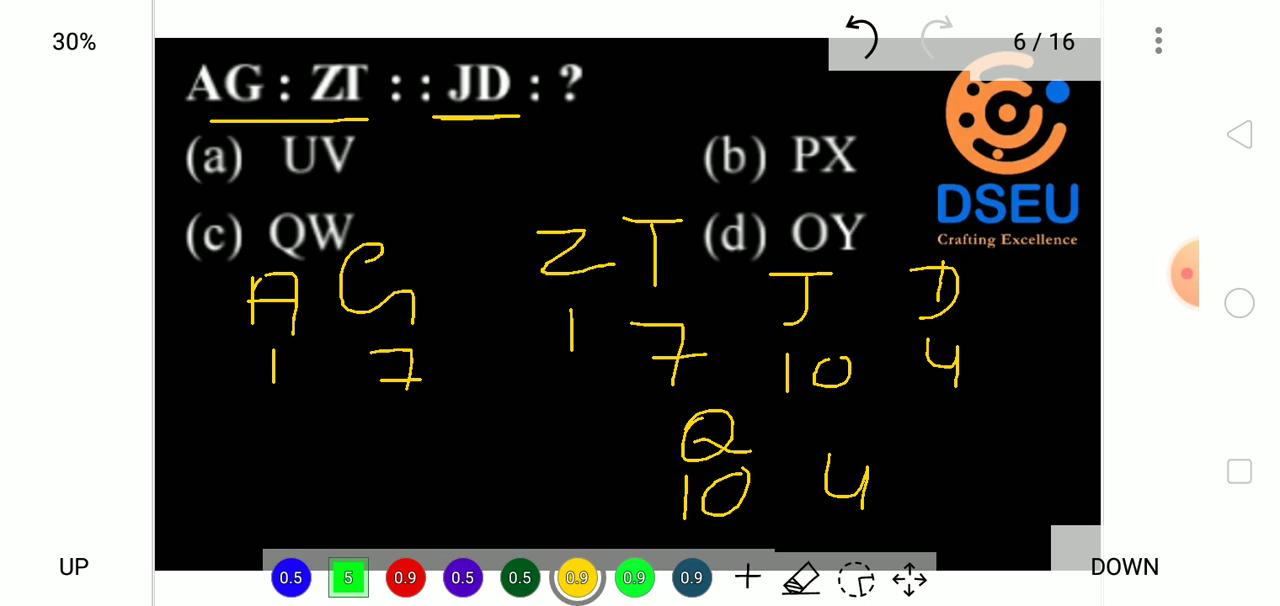 30%
6 / 16
AG : ZT : : JD : ?
(a) UV
(b) PX
(c) QW
(d) OY
DSEU
Crafting Excellence
A G Z T J D
1 7 1 7 10 4
Q
10 4
UP
0.5 5 0.9 0.5 0.5 0.9 0.9 0.9
DOWN